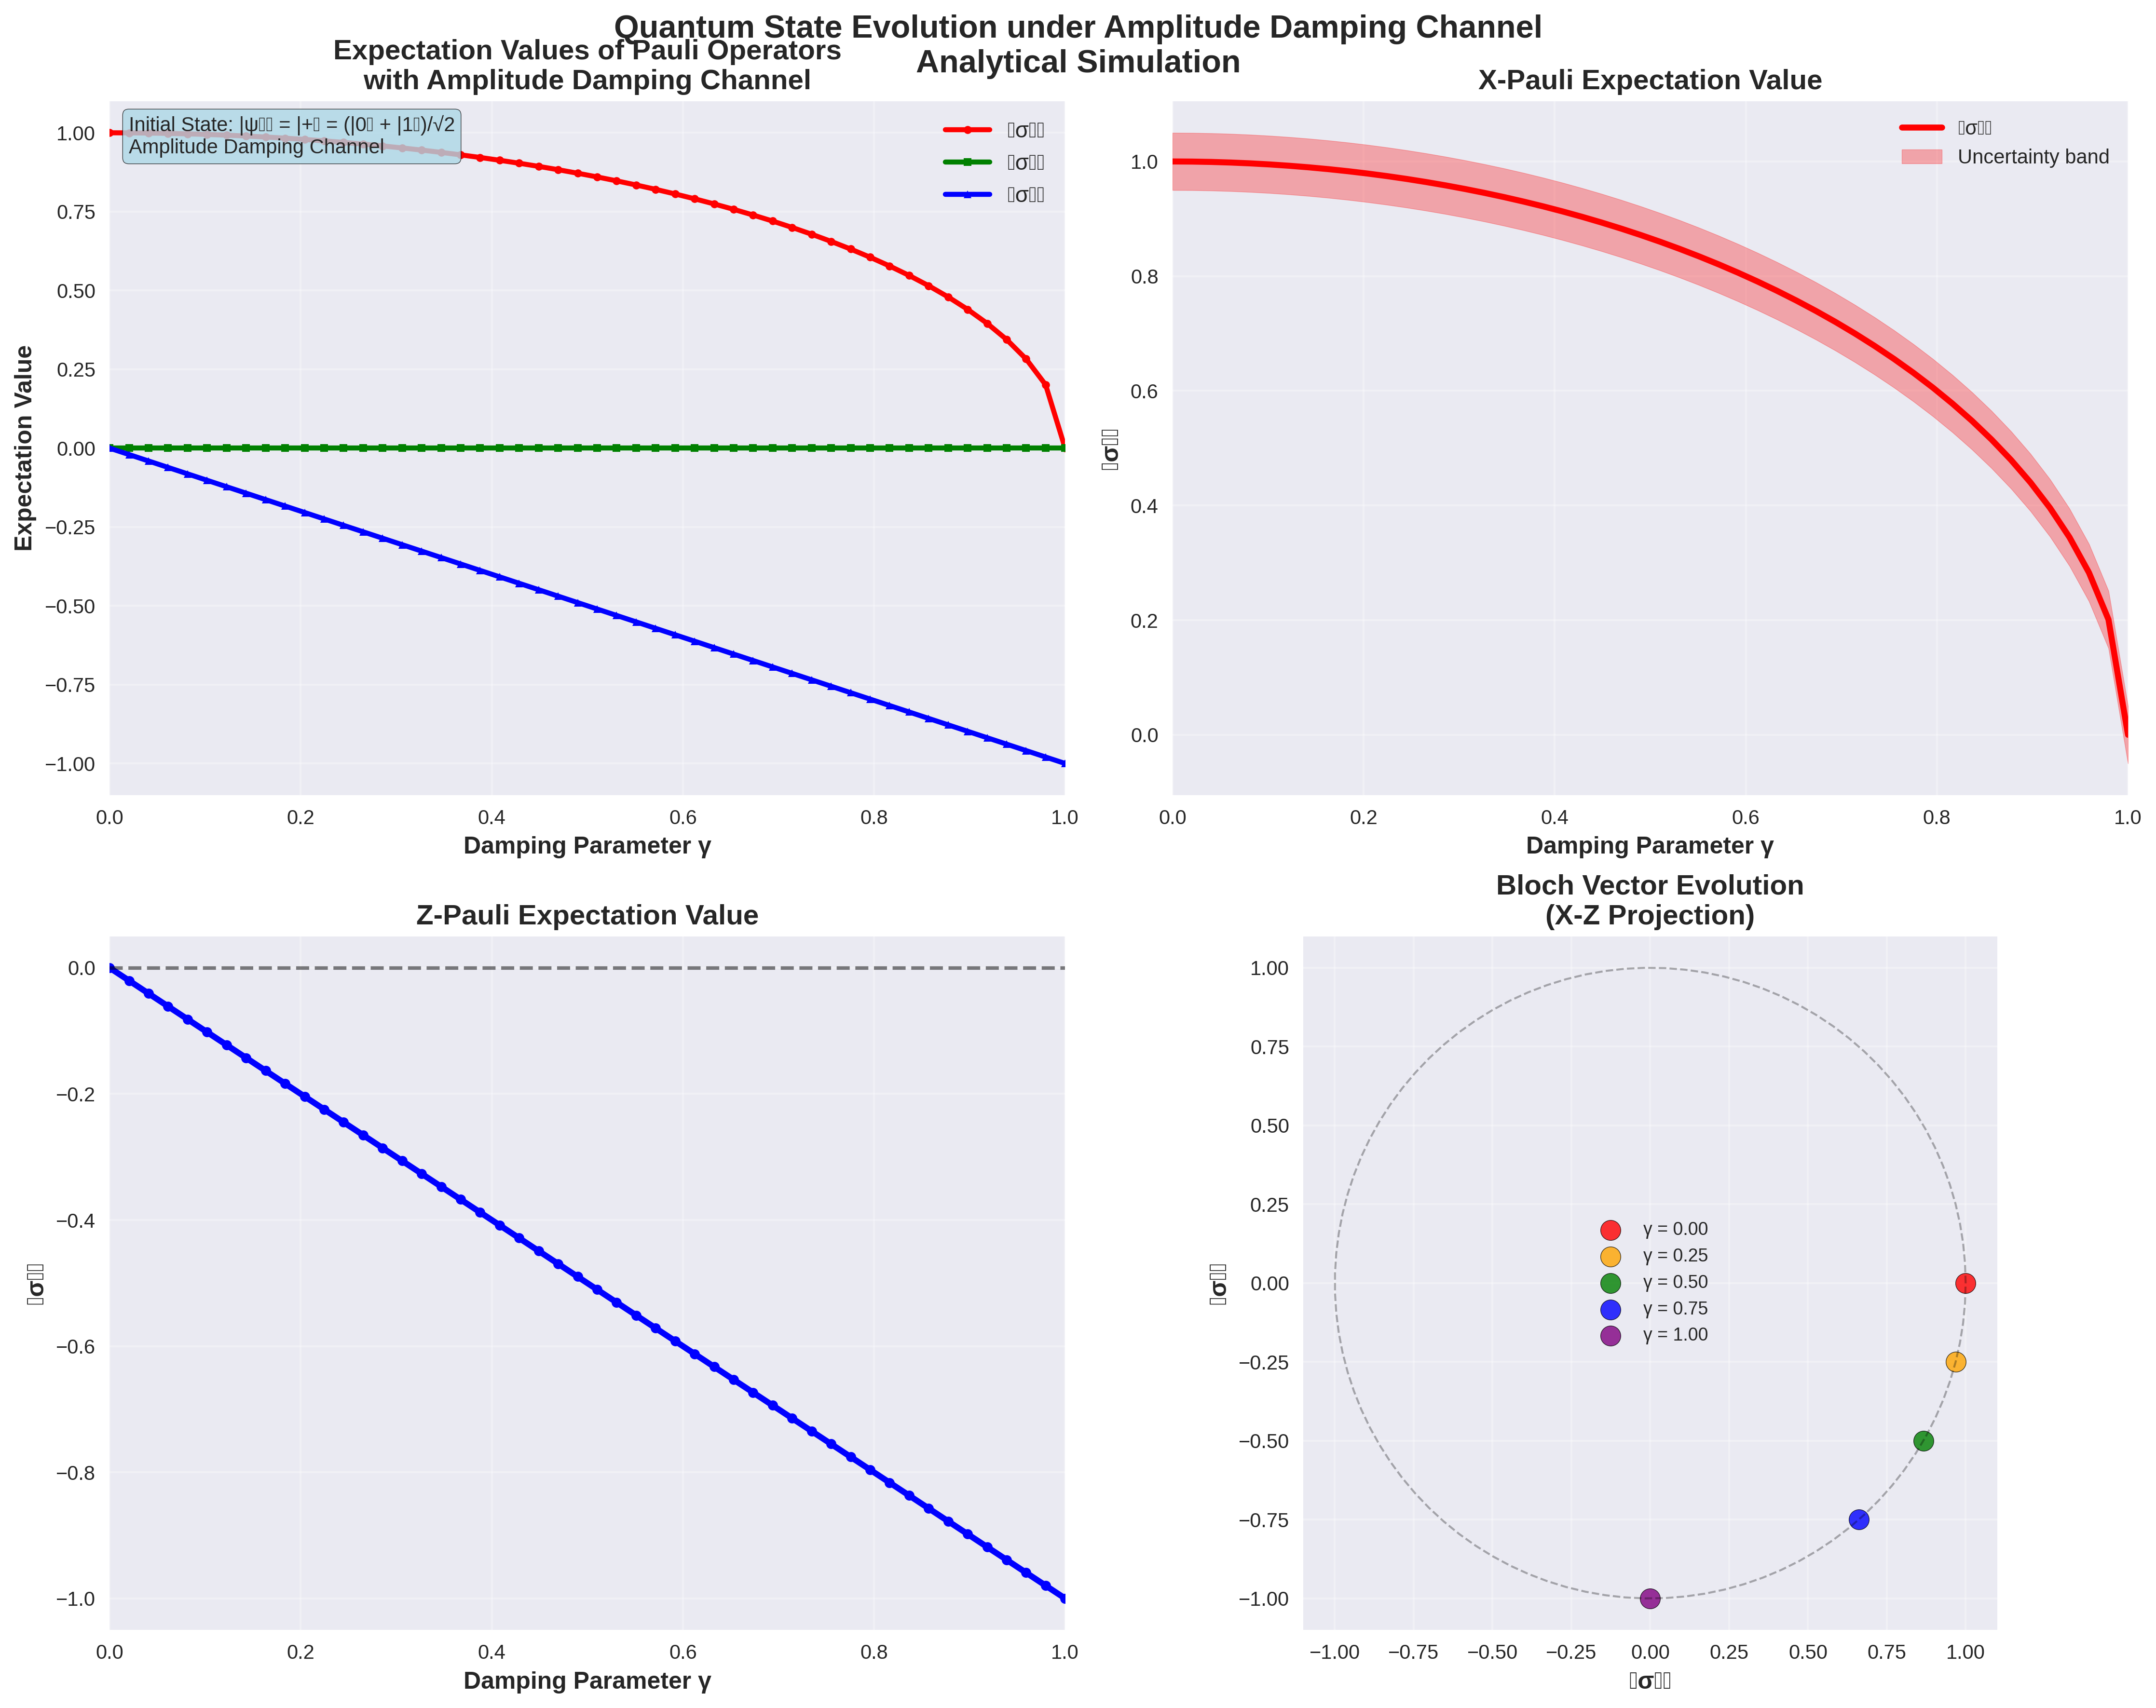 Quantum State Evolution under Amplitude Damping Channel
Analytical Simulation
Expectation Values of Pauli Operators
with Amplitude Damping Channel
Initial State: |ψ▯▯ = |+▯ = (|0▯ + |1▯)/√2
Amplitude Damping Channel
▯σ▯▯
▯σ▯▯
▯σ▯▯
Expectation Value
1.00
0.75
0.50
0.25
0.00
−0.25
−0.50
−0.75
−1.00
0.0 0.2 0.4 0.6 0.8 1.0
Damping Parameter γ
X-Pauli Expectation Value
▯σ▯▯
Uncertainty band
▯σ▯▯
1.0
0.8
0.6
0.4
0.2
0.0
0.0 0.2 0.4 0.6 0.8 1.0
Damping Parameter γ
Z-Pauli Expectation Value
▯σ▯▯
0.0
−0.2
−0.4
−0.6
−0.8
−1.0
0.0 0.2 0.4 0.6 0.8 1.0
Damping Parameter γ
Bloch Vector Evolution
(X-Z Projection)
▯σ▯▯
1.00
0.75
0.50
0.25
0.00
−0.25
−0.50
−0.75
−1.00
γ = 0.00
γ = 0.25
γ = 0.50
γ = 0.75
γ = 1.00
−1.00 −0.75 −0.50 −0.25 0.00 0.25 0.50 0.75 1.00
▯σ▯▯